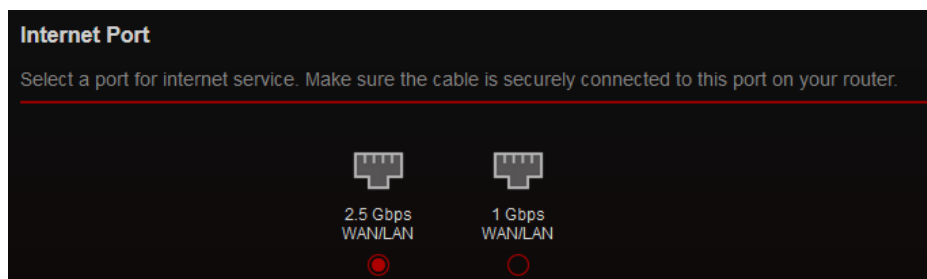 Internet Port
Select a port for internet service. Make sure the cable is securely connected to this port on your router.
2.5 Gbps
WAN/LAN
1 Gbps
WAN/LAN